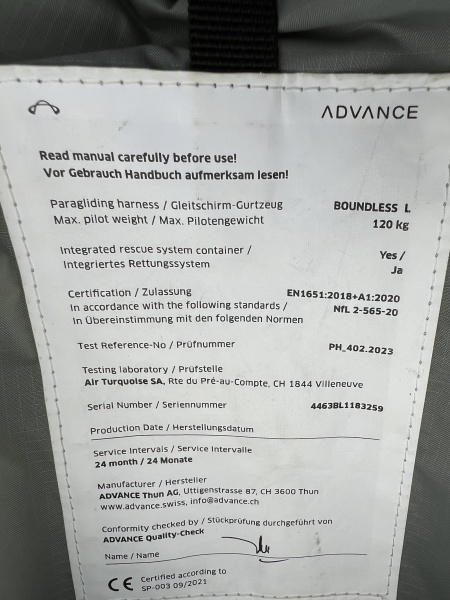 ADVANCE
Read manual carefully before use!
Vor Gebrauch Handbuch aufmerksam lesen!
Paragliding harness / Gleitschirm-Gurtzeug BOUNDLESS L
Max. pilot weight / Max. Pilotengewicht 120 kg
Integrated rescue system container / Yes /
Integriertes Rettungssystem Ja
Certification / Zulassung EN1651:2018+A1:2020
In accordance with the following standards / NfL 2-565-20
In Übereinstimmung mit den folgenden Normen
Test Reference-No / Prüfnummer PH_402.2023
Testing laboratory / Prüfstelle
Air Turquoise SA, Rte du Pré-au-Compte, CH 1844 Villeneuve
Serial Number / Seriennummer 4463BL1183259
Production Date / Herstellungsdatum
Service Intervals / Service Intervalle
24 month / 24 Monate
Manufacturer / Hersteller
ADVANCE Thun AG, Uttigenstrasse 87, CH 3600 Thun
www.advance.swiss, info@advance.ch
Conformity checked by / Stückprüfung durchgeführt von
ADVANCE Quality-Check
Name / Name
CE Certified according to
SP-003 09/2021